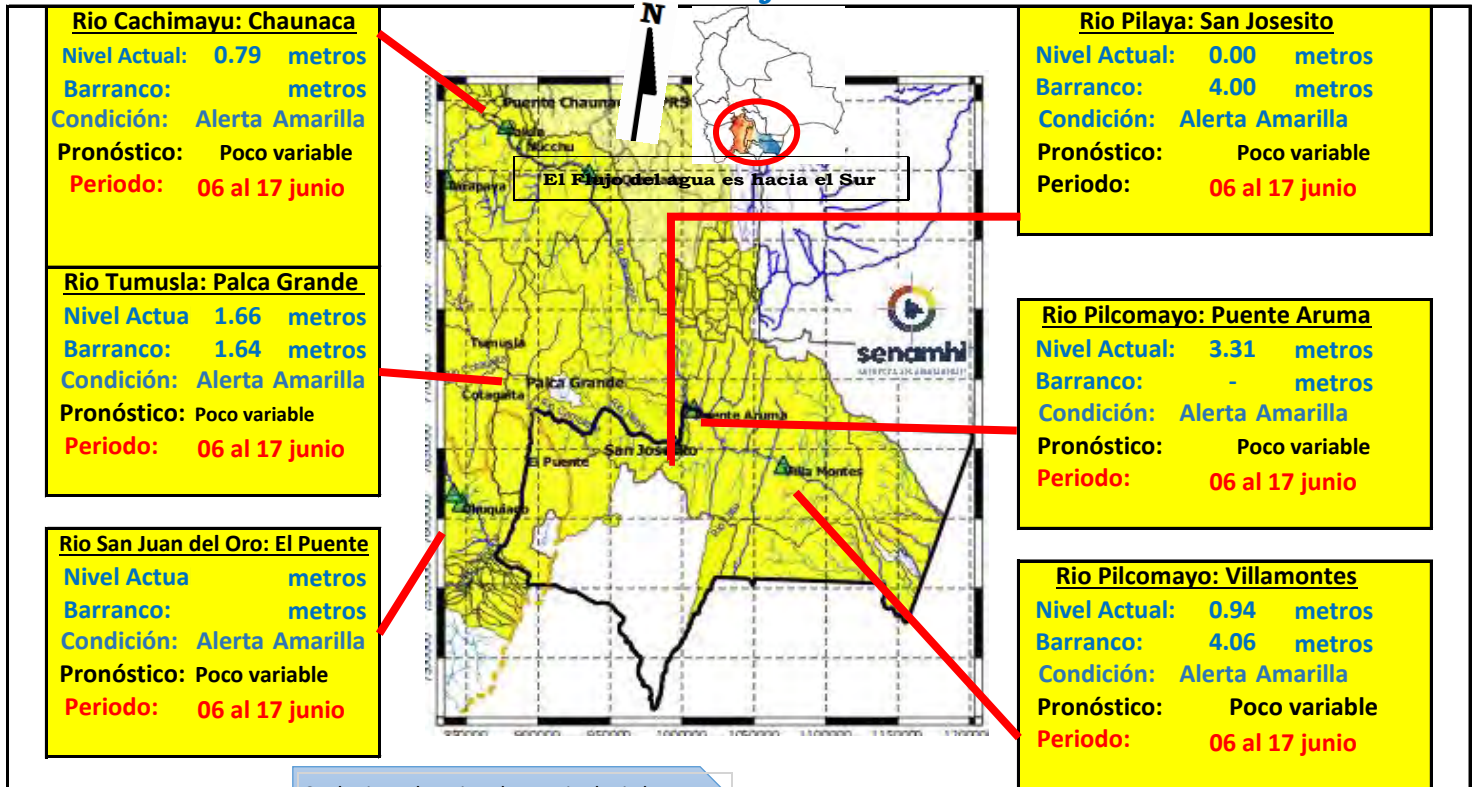 Rio Cachimayu: Chaunaca
Nivel Actual: 0.79 metros
Barranco: metros
Condición: Alerta Amarilla
Pronóstico: Poco variable
Periodo: 06 al 17 junio
Rio Tumusla: Palca Grande
Nivel Actua 1.66 metros
Barranco: 1.64 metros
Condición: Alerta Amarilla
Pronóstico: Poco variable
Periodo: 06 al 17 junio
Rio San Juan del Oro: El Puente
Nivel Actua metros
Barranco: metros
Condición: Alerta Amarilla
Pronóstico: Poco variable
Periodo: 06 al 17 junio
N
Puente Chaunaca
El Flujo del agua es hacia el Sur
Tarapaya
senamhi
Tumusla
Palca Grande
Cotagaita
Puente Aruma
San Josesito
El Puente
Villa Montes
Chuquiago
Rio Pilaya: San Josesito
Nivel Actual: 0.00 metros
Barranco: 4.00 metros
Condición: Alerta Amarilla
Pronóstico: Poco variable
Periodo: 06 al 17 junio
Rio Pilcomayo: Puente Aruma
Nivel Actual: 3.31 metros
Barranco: - metros
Condición: Alerta Amarilla
Pronóstico: Poco variable
Periodo: 06 al 17 junio
Rio Pilcomayo: Villamontes
Nivel Actual: 0.94 metros
Barranco: 4.06 metros
Condición: Alerta Amarilla
Pronóstico: Poco variable
Periodo: 06 al 17 junio